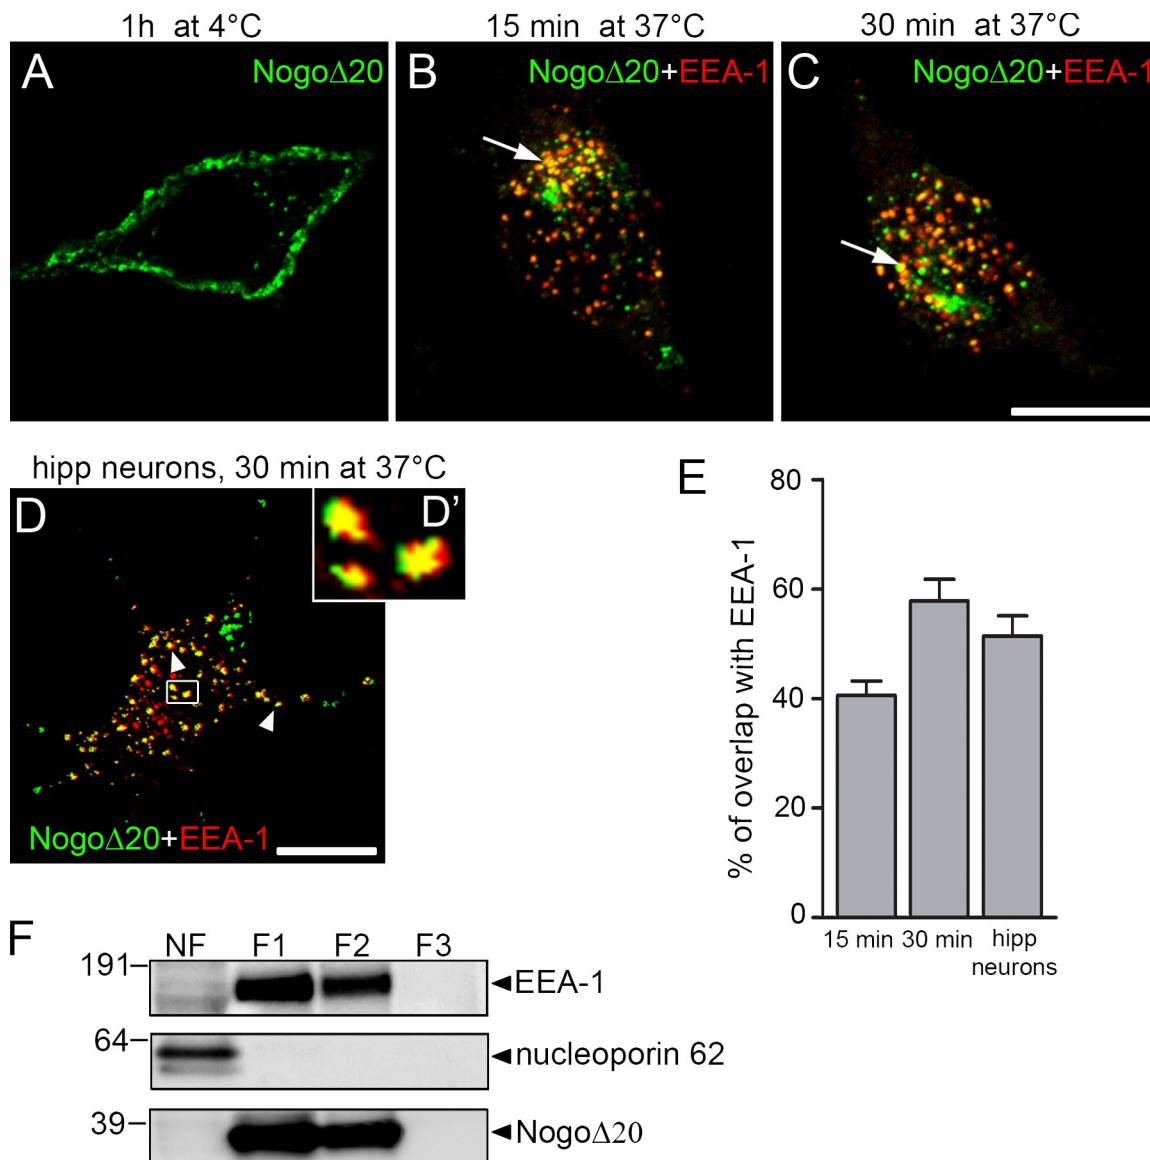 1h at 4°C
15 min at 37°C
30 min at 37°C
A
NogoΔ20
B
NogoΔ20+EEA-1
C
NogoΔ20+EEA-1
hipp neurons, 30 min at 37°C
D
D'
NogoΔ20+EEA-1
E
% of overlap with EEA-1
80
60
40
20
0
15 min
30 min
hipp
neurons
F
NF F1 F2 F3
191
EEA-1
64
nucleoporin 62
39
NogoΔ20